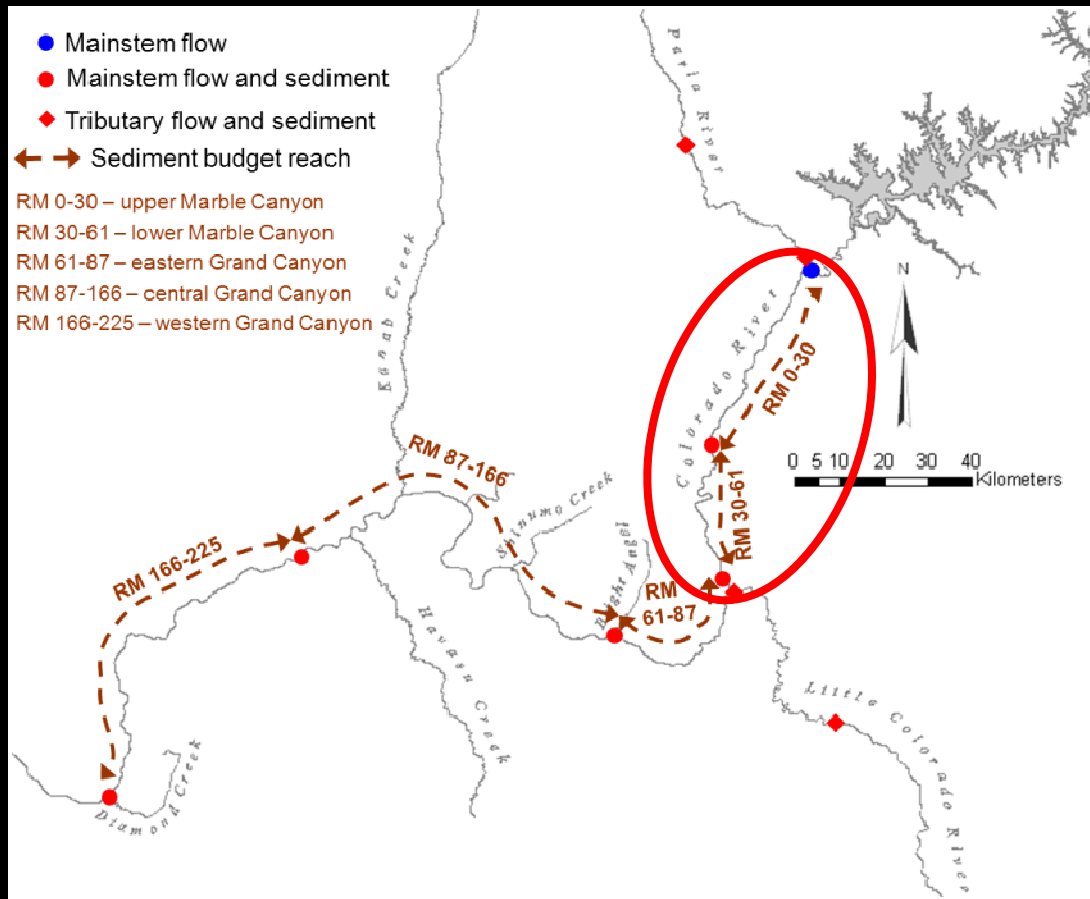 Mainstem flow
Mainstem flow and sediment
Tributary flow and sediment
Sediment budget reach
RM 0-30 – upper Marble Canyon
RM 30-61 – lower Marble Canyon
RM 61-87 – eastern Grand Canyon
RM 87-166 – central Grand Canyon
RM 166-225 – western Grand Canyon
Paria River
Kanab Creek
N
Colorado River
RM 0-30
0 5 10 20 30 40
Kilometers
RM 87-166
RM 30-61
Shinumo Creek
RM 166-225
Bright Angel
RM
61-87
Havasu Creek
Little Colorado River
Diamond Creek